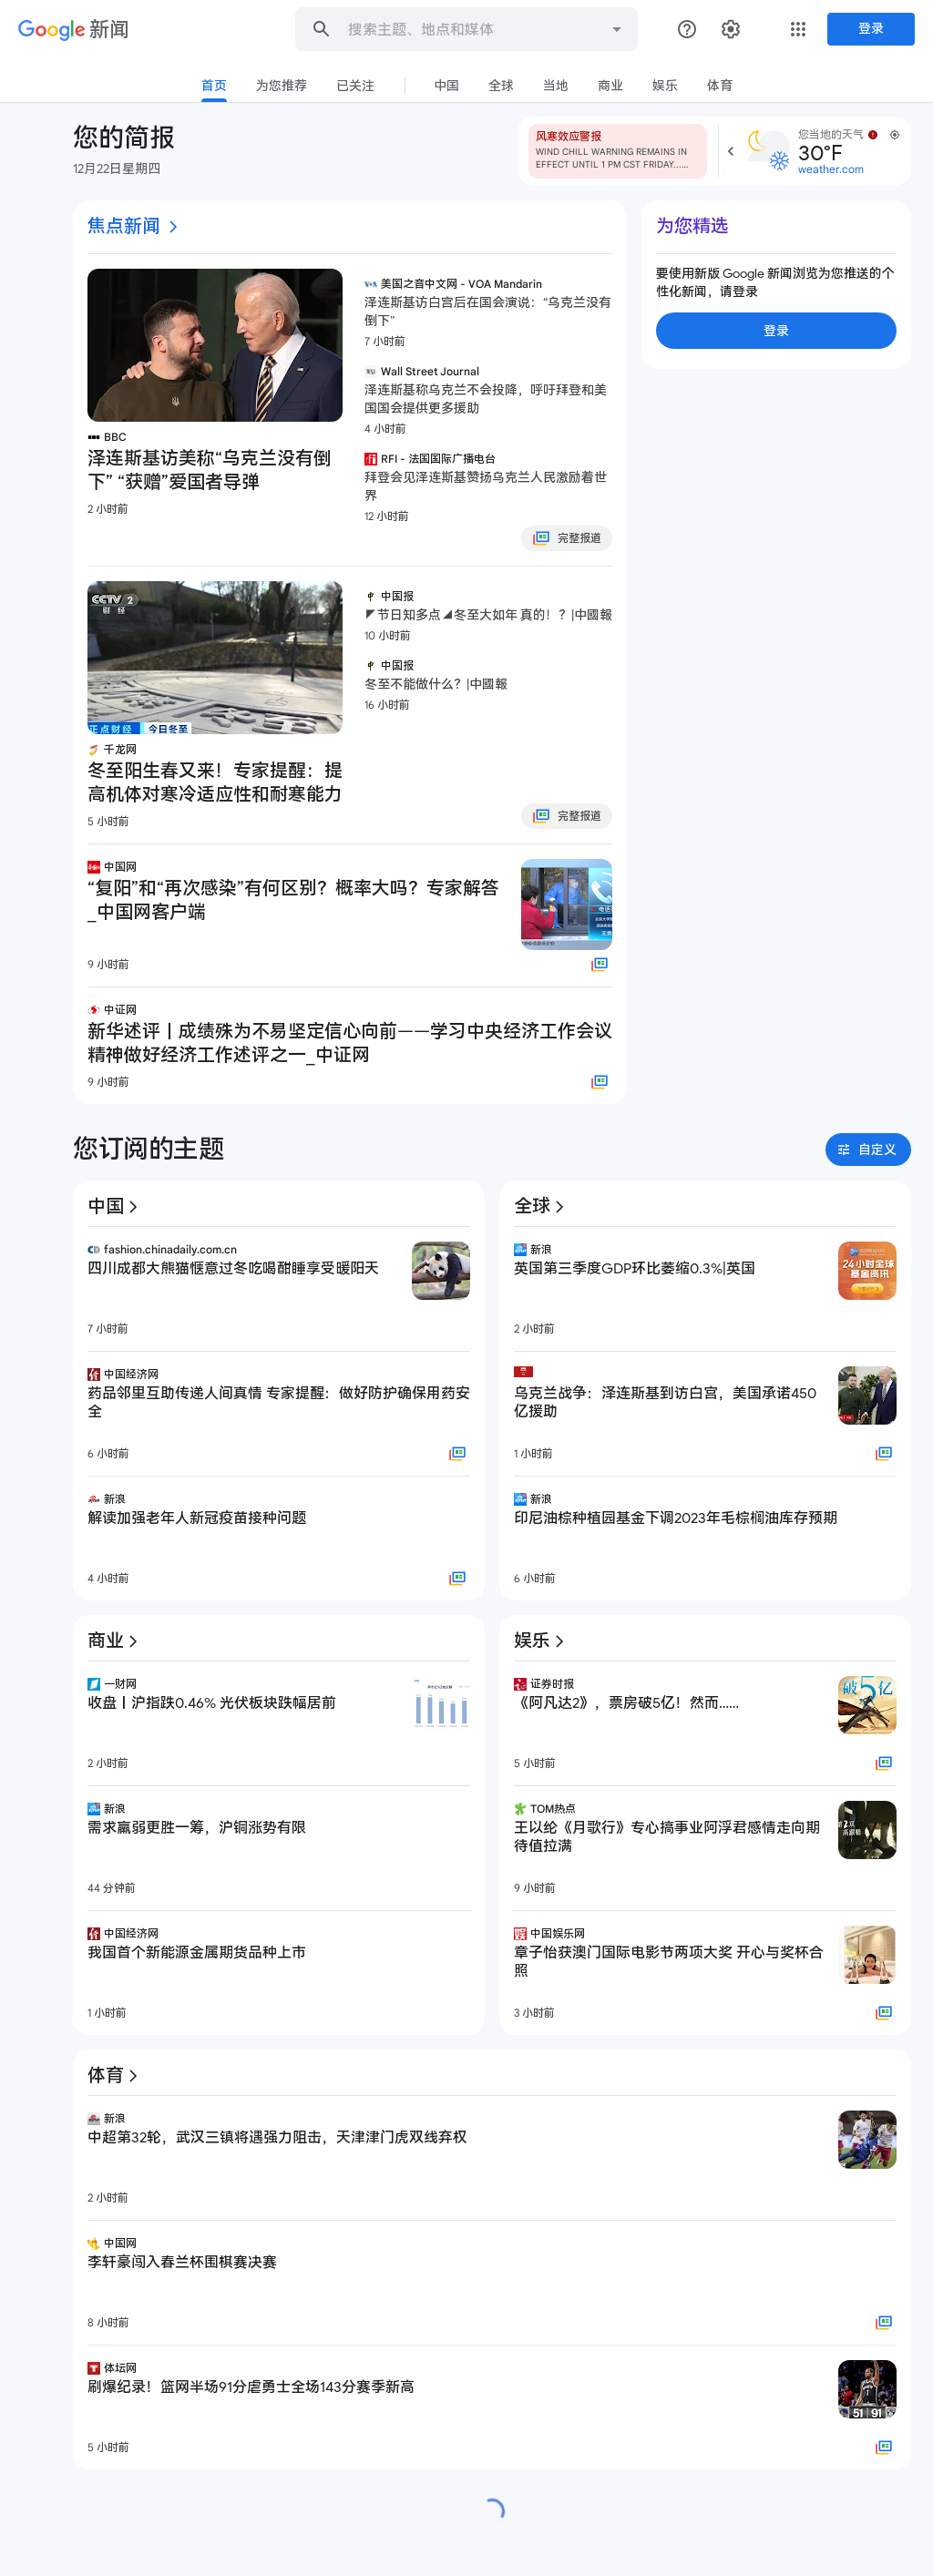 Google 新闻
搜索主题、地点和媒体
登录
首页
为您推荐
已关注
中国
全球
当地
商业
娱乐
体育
您的简报
12月22日星期四
风寒效应警报
WIND CHILL WARNING REMAINS IN
EFFECT UNTIL 1 PM CST FRIDAY......
您当地的天气
30°F
weather.com
焦点新闻
BBC
泽连斯基访美称“乌克兰没有倒
下” “获赠”爱国者导弹
2 小时前
美国之音中文网 - VOA Mandarin
泽连斯基访白宫后在国会演说：“乌克兰没有
倒下”
7 小时前
Wall Street Journal
泽连斯基称乌克兰不会投降，呼吁拜登和美
国国会提供更多援助
4 小时前
RFI - 法国国际广播电台
拜登会见泽连斯基赞扬乌克兰人民激励着世
界
12 小时前
完整报道
为您精选
要使用新版 Google 新闻浏览为您推送的个
性化新闻，请登录
登录
CCTV 2
财 经
正点财经
今日冬至
千龙网
冬至阳生春又来！专家提醒：提
高机体对寒冷适应性和耐寒能力
5 小时前
中国报
◤节日知多点◢冬至大如年 真的！？ |中國報
10 小时前
中国报
冬至不能做什么？|中國報
16 小时前
完整报道
中国网
“复阳”和“再次感染”有何区别？概率大吗？专家解答
_中国网客户端
9 小时前
中证网
新华述评丨成绩殊为不易坚定信心向前——学习中央经济工作会议
精神做好经济工作述评之一_中证网
9 小时前
您订阅的主题
自定义
中国
fashion.chinadaily.com.cn
四川成都大熊猫惬意过冬吃喝酣睡享受暖阳天
7 小时前
中国经济网
药品邻里互助传递人间真情 专家提醒：做好防护确保用药安
全
6 小时前
新浪
解读加强老年人新冠疫苗接种问题
4 小时前
全球
新浪
英国第三季度GDP环比萎缩0.3%|英国
24小时全球
基金资讯
2 小时前
乌克兰战争：泽连斯基到访白宫，美国承诺450
亿援助
1 小时前
新浪
印尼油棕种植园基金下调2023年毛棕榈油库存预期
6 小时前
商业
一财网
收盘丨沪指跌0.46% 光伏板块跌幅居前
2 小时前
新浪
需求羸弱更胜一筹，沪铜涨势有限
44 分钟前
中国经济网
我国首个新能源金属期货品种上市
1 小时前
娱乐
证券时报
《阿凡达2》，票房破5亿！然而……
破5亿
5 小时前
TOM热点
王以纶《月歌行》专心搞事业阿浮君感情走向期
待值拉满
9 小时前
中国娱乐网
章子怡获澳门国际电影节两项大奖 开心与奖杯合
照
3 小时前
体育
新浪
中超第32轮，武汉三镇将遇强力阻击，天津津门虎双线弃权
2 小时前
中国网
李轩豪闯入春兰杯围棋赛决赛
8 小时前
体坛网
刷爆纪录！篮网半场91分虐勇士全场143分赛季新高
51 91
5 小时前